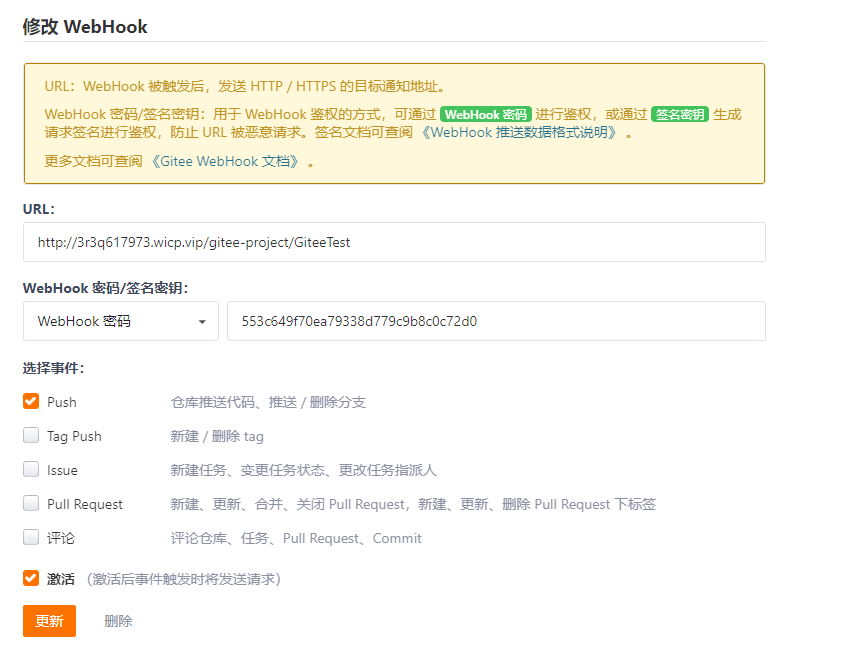 修改 WebHook
URL：WebHook 被触发后，发送 HTTP / HTTPS 的目标通知地址。
WebHook 密码/签名密钥：用于 WebHook 鉴权的方式，可通过 WebHook 密码 进行鉴权，或通过 签名密钥 生成
请求签名进行鉴权，防止 URL 被恶意请求。签名文档可查阅 《WebHook 推送数据格式说明》 。
更多文档可查阅 《Gitee WebHook 文档》 。
URL：
http://3r3q617973.wicp.vip/gitee-project/GiteeTest
WebHook 密码/签名密钥：
WebHook 密码 553c649f70ea79338d779c9b8c0c72d0
选择事件：
Push 仓库推送代码、推送 / 删除分支
Tag Push 新建 / 删除 tag
Issue 新建任务、变更任务状态、更改任务指派人
Pull Request 新建、更新、合并、关闭 Pull Request，新建、更新、删除 Pull Request 下标签
评论 评论仓库、任务、Pull Request、Commit
激活 （激活后事件触发时将发送请求）
更新 删除